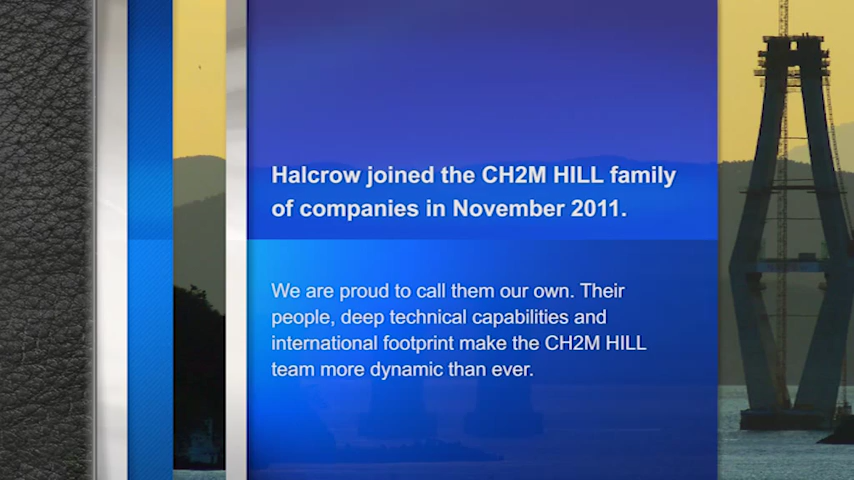 Halcrow joined the CH2M HILL family
of companies in November 2011.
We are proud to call them our own. Their
people, deep technical capabilities and
international footprint make the CH2M HILL
team more dynamic than ever.